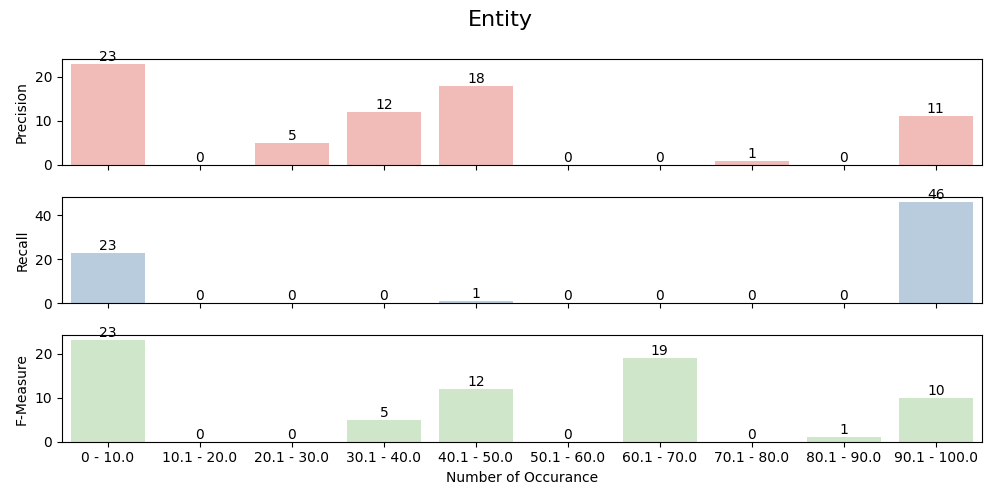 Entity
Precision
20
10
0
23
0
5
12
18
0
0
1
0
11
Recall
40
20
0
23
0
0
0
1
0
0
0
0
46
F-Measure
20
10
0
23
0
0
5
12
0
19
0
1
10
0 - 10.0
10.1 - 20.0
20.1 - 30.0
30.1 - 40.0
40.1 - 50.0
50.1 - 60.0
60.1 - 70.0
70.1 - 80.0
80.1 - 90.0
90.1 - 100.0
Number of Occurance